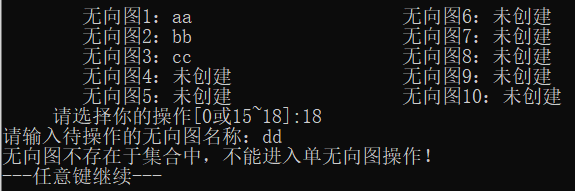 无向图1：aa 无向图6：未创建
无向图2：bb 无向图7：未创建
无向图3：cc 无向图8：未创建
无向图4：未创建 无向图9：未创建
无向图5：未创建 无向图10：未创建
请选择你的操作[0或15~18]:18
请输入待操作的无向图名称：dd
无向图不存在于集合中，不能进入单无向图操作！
---任意键继续---